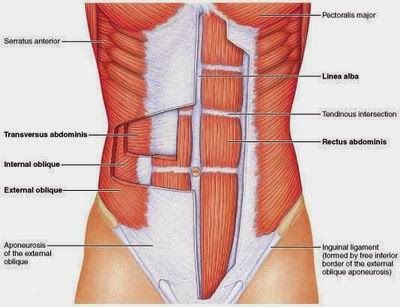 Pectoralis major
Serratus anterior
Linea alba
Tendinous intersection
Transversus abdominis
Rectus abdominis
Internal oblique
External oblique
Aponeurosis
of the external
oblique
Inguinal ligament
(formed by free inferior
border of the external
oblique aponeurosis)